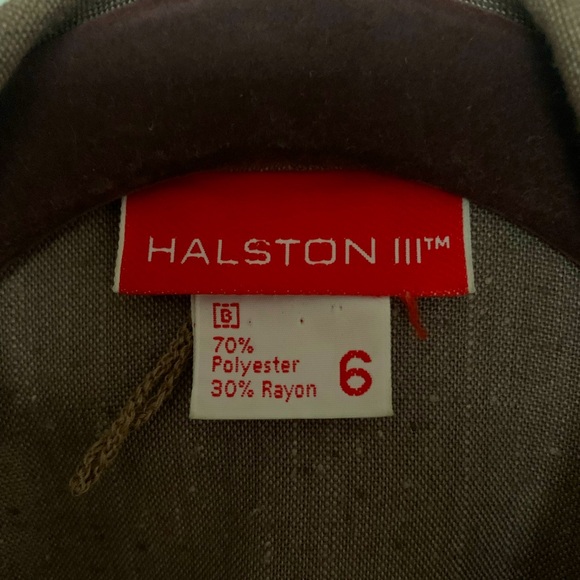 HALSTON III™
B
70%
Polyester
30% Rayon
6